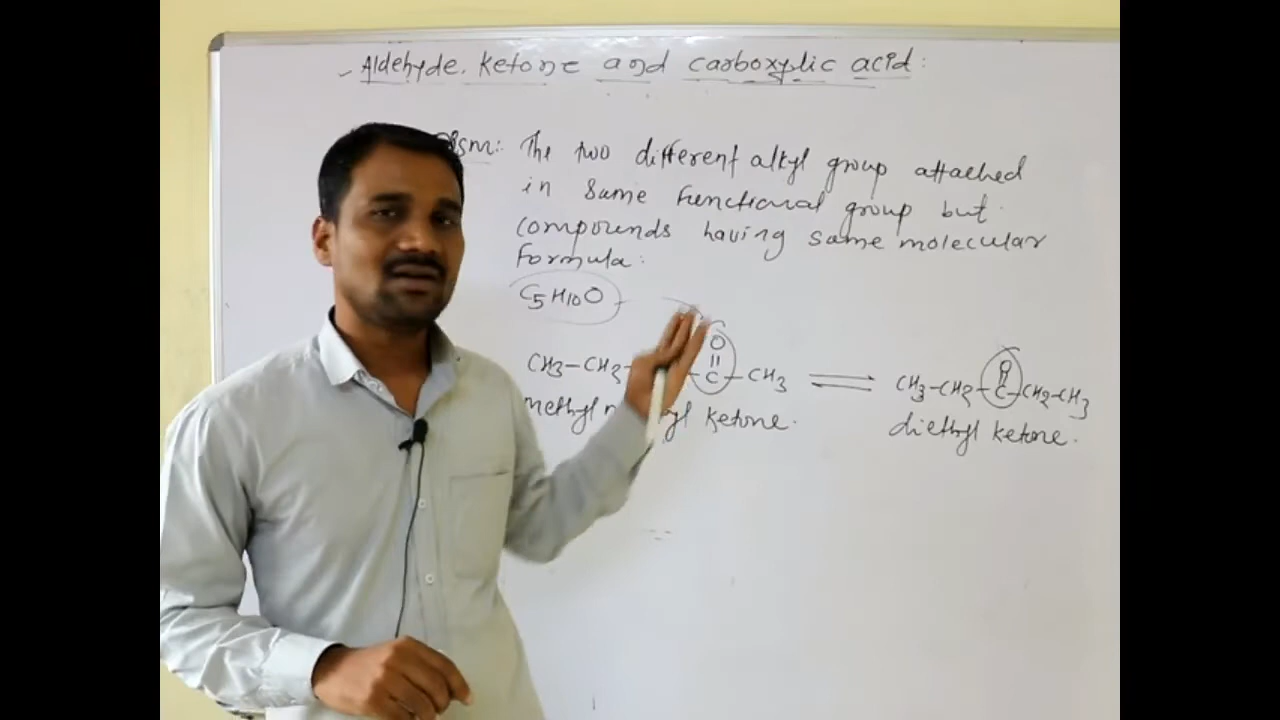 Aldehyde, Ketone and carboxylic acid:
ism: The two different alkyl group attached
in same functional group but
compounds having same molecular
formula:
C5H10O
O
CH3-CH2 C-CH3 ⇌ CH3-CH2-C-CH2-CH3
methyl ketone. diethyl ketone.